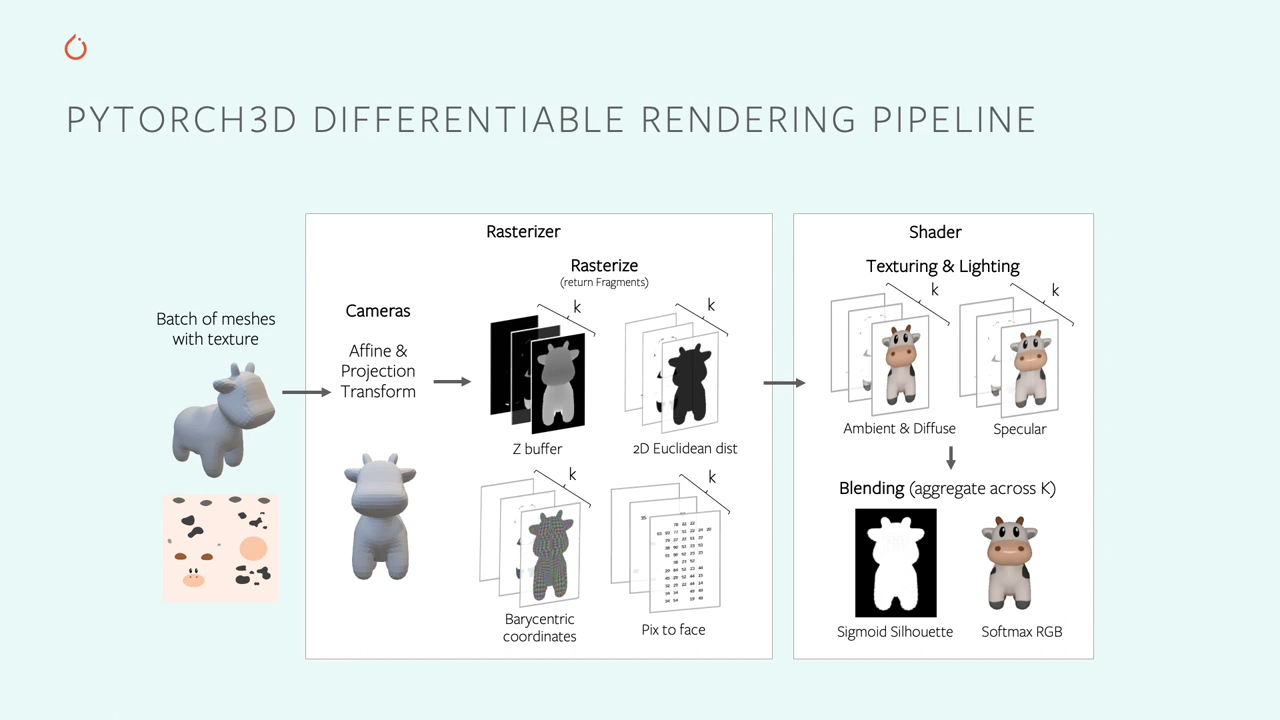 PYTORCH3D DIFFERENTIABLE RENDERING PIPELINE
Batch of meshes
with texture
Rasterizer
Cameras
Affine &
Projection
Transform
Rasterize
(return Fragments)
k
Z buffer
k
2D Euclidean dist
k
Barycentric
coordinates
k
Pix to face
Shader
Texturing & Lighting
k
Ambient & Diffuse
k
Specular
Blending (aggregate across K)
Sigmoid Silhouette
Softmax RGB